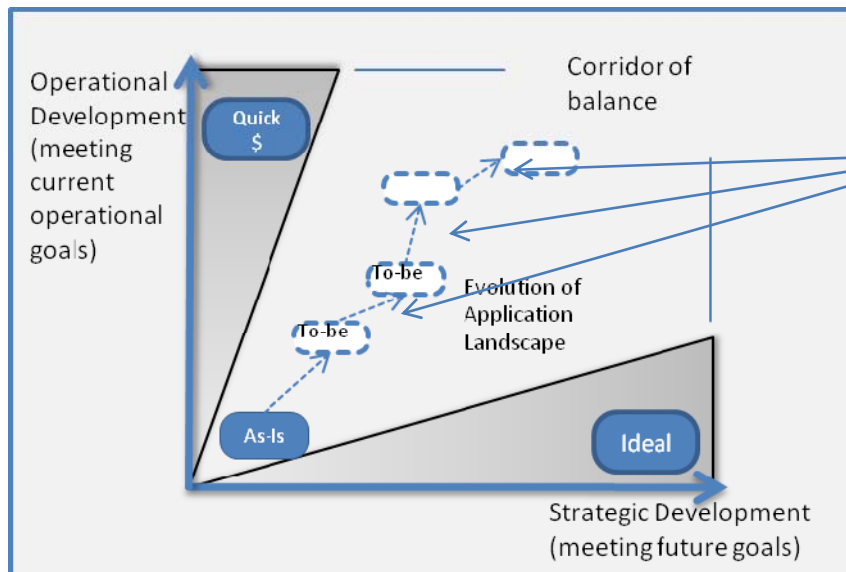 Operational
Development
(meeting
current
operational
goals)
Quick
$
Corridor of
balance
To-be
Evolution of
Application
Landscape
To-be
As-Is
Ideal
Strategic Development
(meeting future goals)